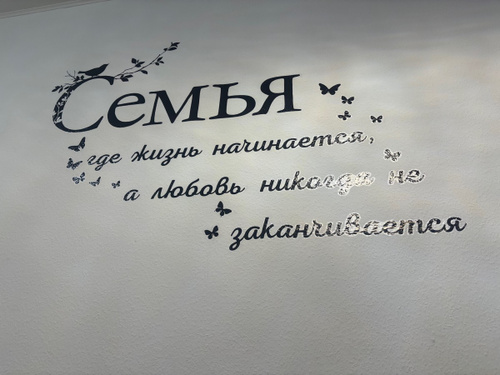 Семья
где жизнь начинается,
а любовь никогда не
заканчивается